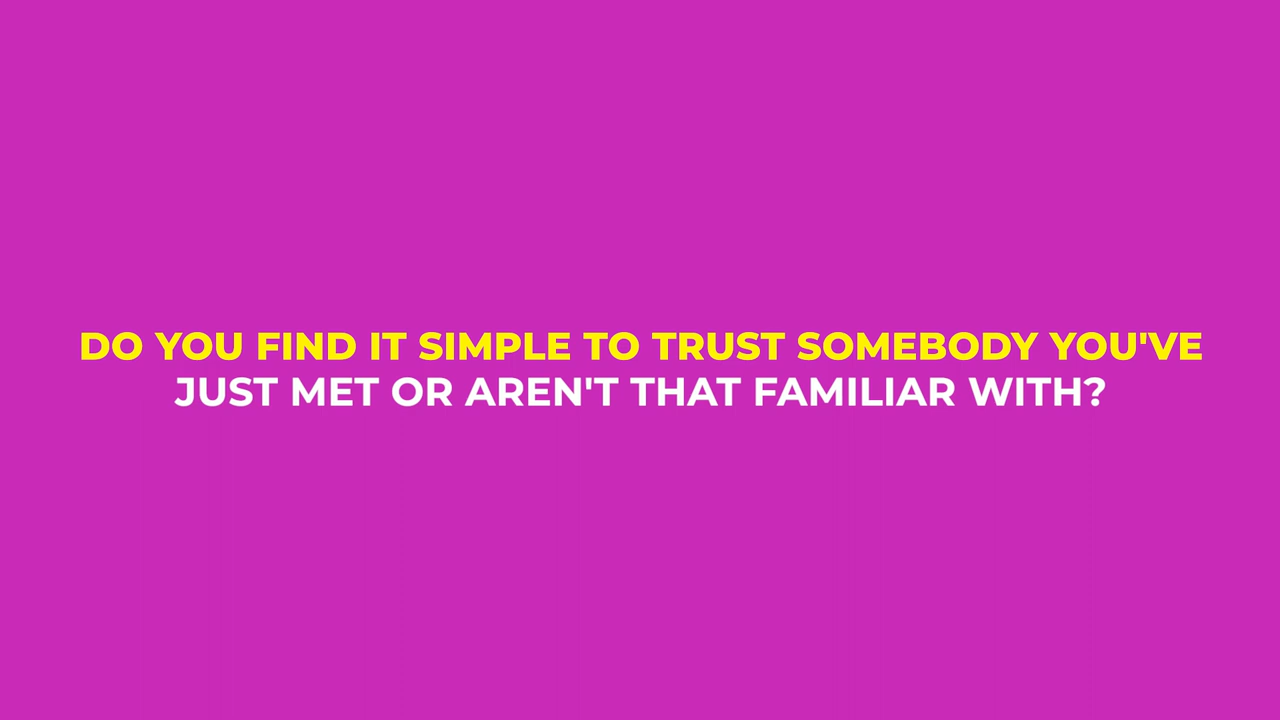 DO YOU FIND IT SIMPLE TO TRUST SOMEBODY YOU'VE
JUST MET OR AREN'T THAT FAMILIAR WITH?